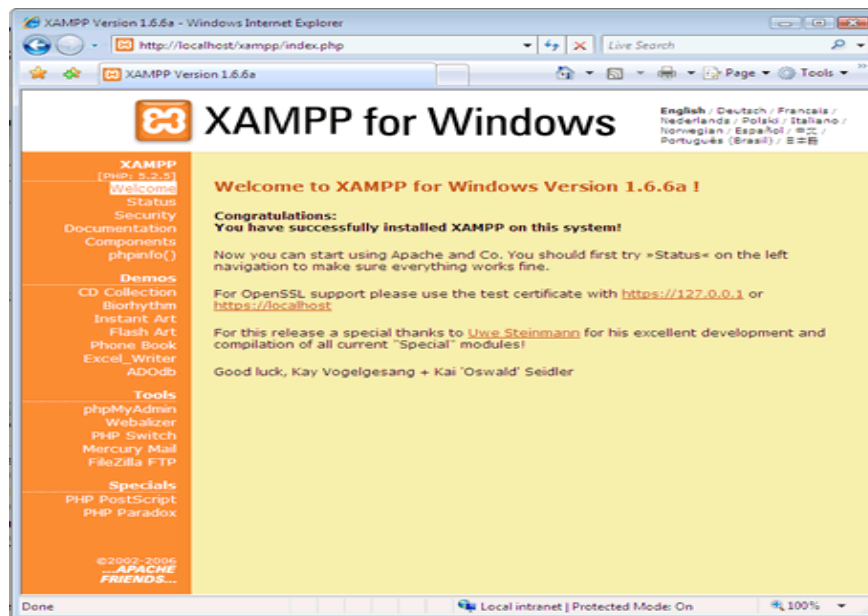 XAMPP Version 1.6.6a - Windows Internet Explorer
http://localhost/xampp/index.php
Live Search
XAMPP Version 1.6.6a
Page
Tools
XAMPP for Windows
English / Deutsch / Francais /
Nederlands / Polski / Italiano /
Norwegian / Español / 中文 /
Português (Brasil) / 日本語
XAMPP
[PHP: 5.2.5]
Welcome
Status
Security
Documentation
Components
phpinfo()
Demos
CD Collection
Biorhythm
Instant Art
Flash Art
Phone Book
Excel_Writer
ADOdb
Tools
phpMyAdmin
Webalizer
PHP Switch
Mercury Mail
FileZilla FTP
Specials
PHP PostScript
PHP Paradox
©2002-2006
...APACHE
FRIENDS...
Welcome to XAMPP for Windows Version 1.6.6a !
Congratulations:
You have successfully installed XAMPP on this system!
Now you can start using Apache and Co. You should first try »Status« on the left
navigation to make sure everything works fine.
For OpenSSL support please use the test certificate with https://127.0.0.1 or
https://localhost
For this release a special thanks to Uwe Steinmann for his excellent development and
compilation of all current "Special" modules!
Good luck, Kay Vogelgesang + Kai 'Oswald' Seidler
Done
Local intranet | Protected Mode: On
100%